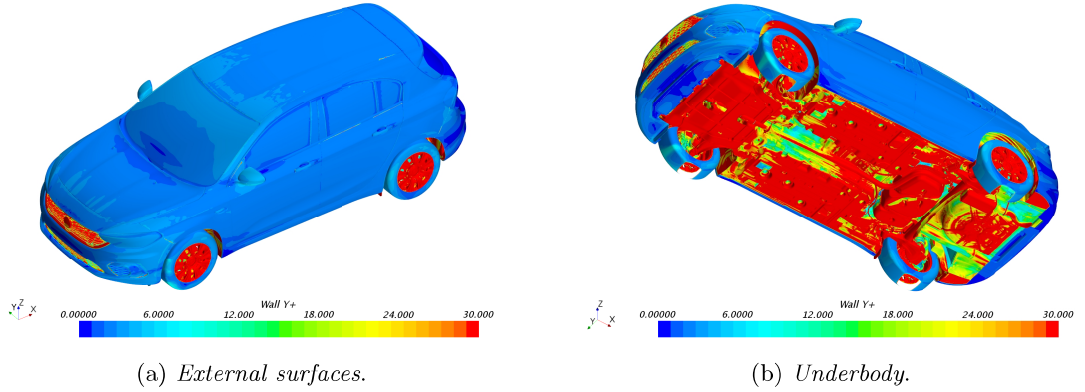 Y Z X
Wall Y+
0.00000 6.0000 12.000 18.000 24.000 30.000
(a) External surfaces.
Z Y X
Wall Y+
0.00000 6.0000 12.000 18.000 24.000 30.000
(b) Underbody.